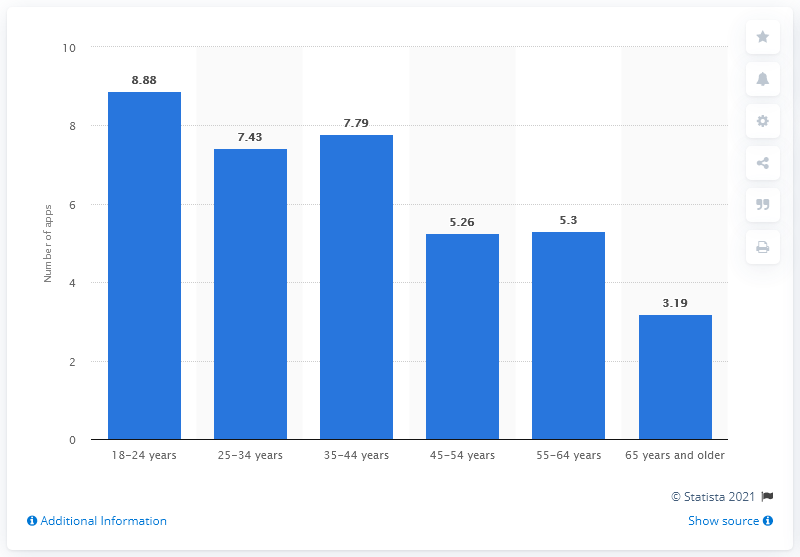 10
8.88
8
7.79
7.43
6
5.26
5.3
Number of apps
4
3.19
2
0
18-24 years
25-34 years
35-44 years
45-54 years
55-64 years
65 years and older
© Statista 2021
Additional Information
Show source